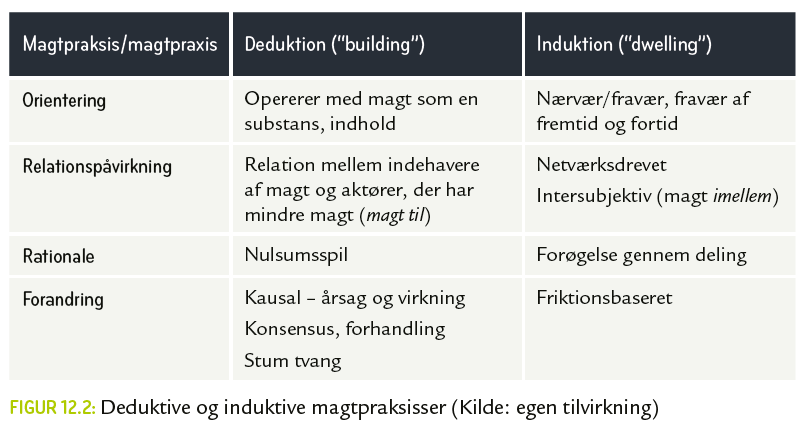 Magtpraksis/magtpraxis
Deduktion (“building”)
Induktion (“dwelling”)
Orientering
Opererer med magt som en
substans, indhold
Nærvær/fravær, fravær af
fremtid og fortid
Relationspåvirkning
Relation mellem indehavere
af magt og aktører, der har
mindre magt (magt til)
Netværksdrevet
Intersubjektiv (magt imellem)
Rationale
Nulsumsspil
Forøgelse gennem deling
Forandring
Kausal – årsag og virkning
Konsensus, forhandling
Stum tvang
Friktionsbaseret
FIGUR 12.2: Deduktive og induktive magtpraksisser (Kilde: egen tilvirkning)